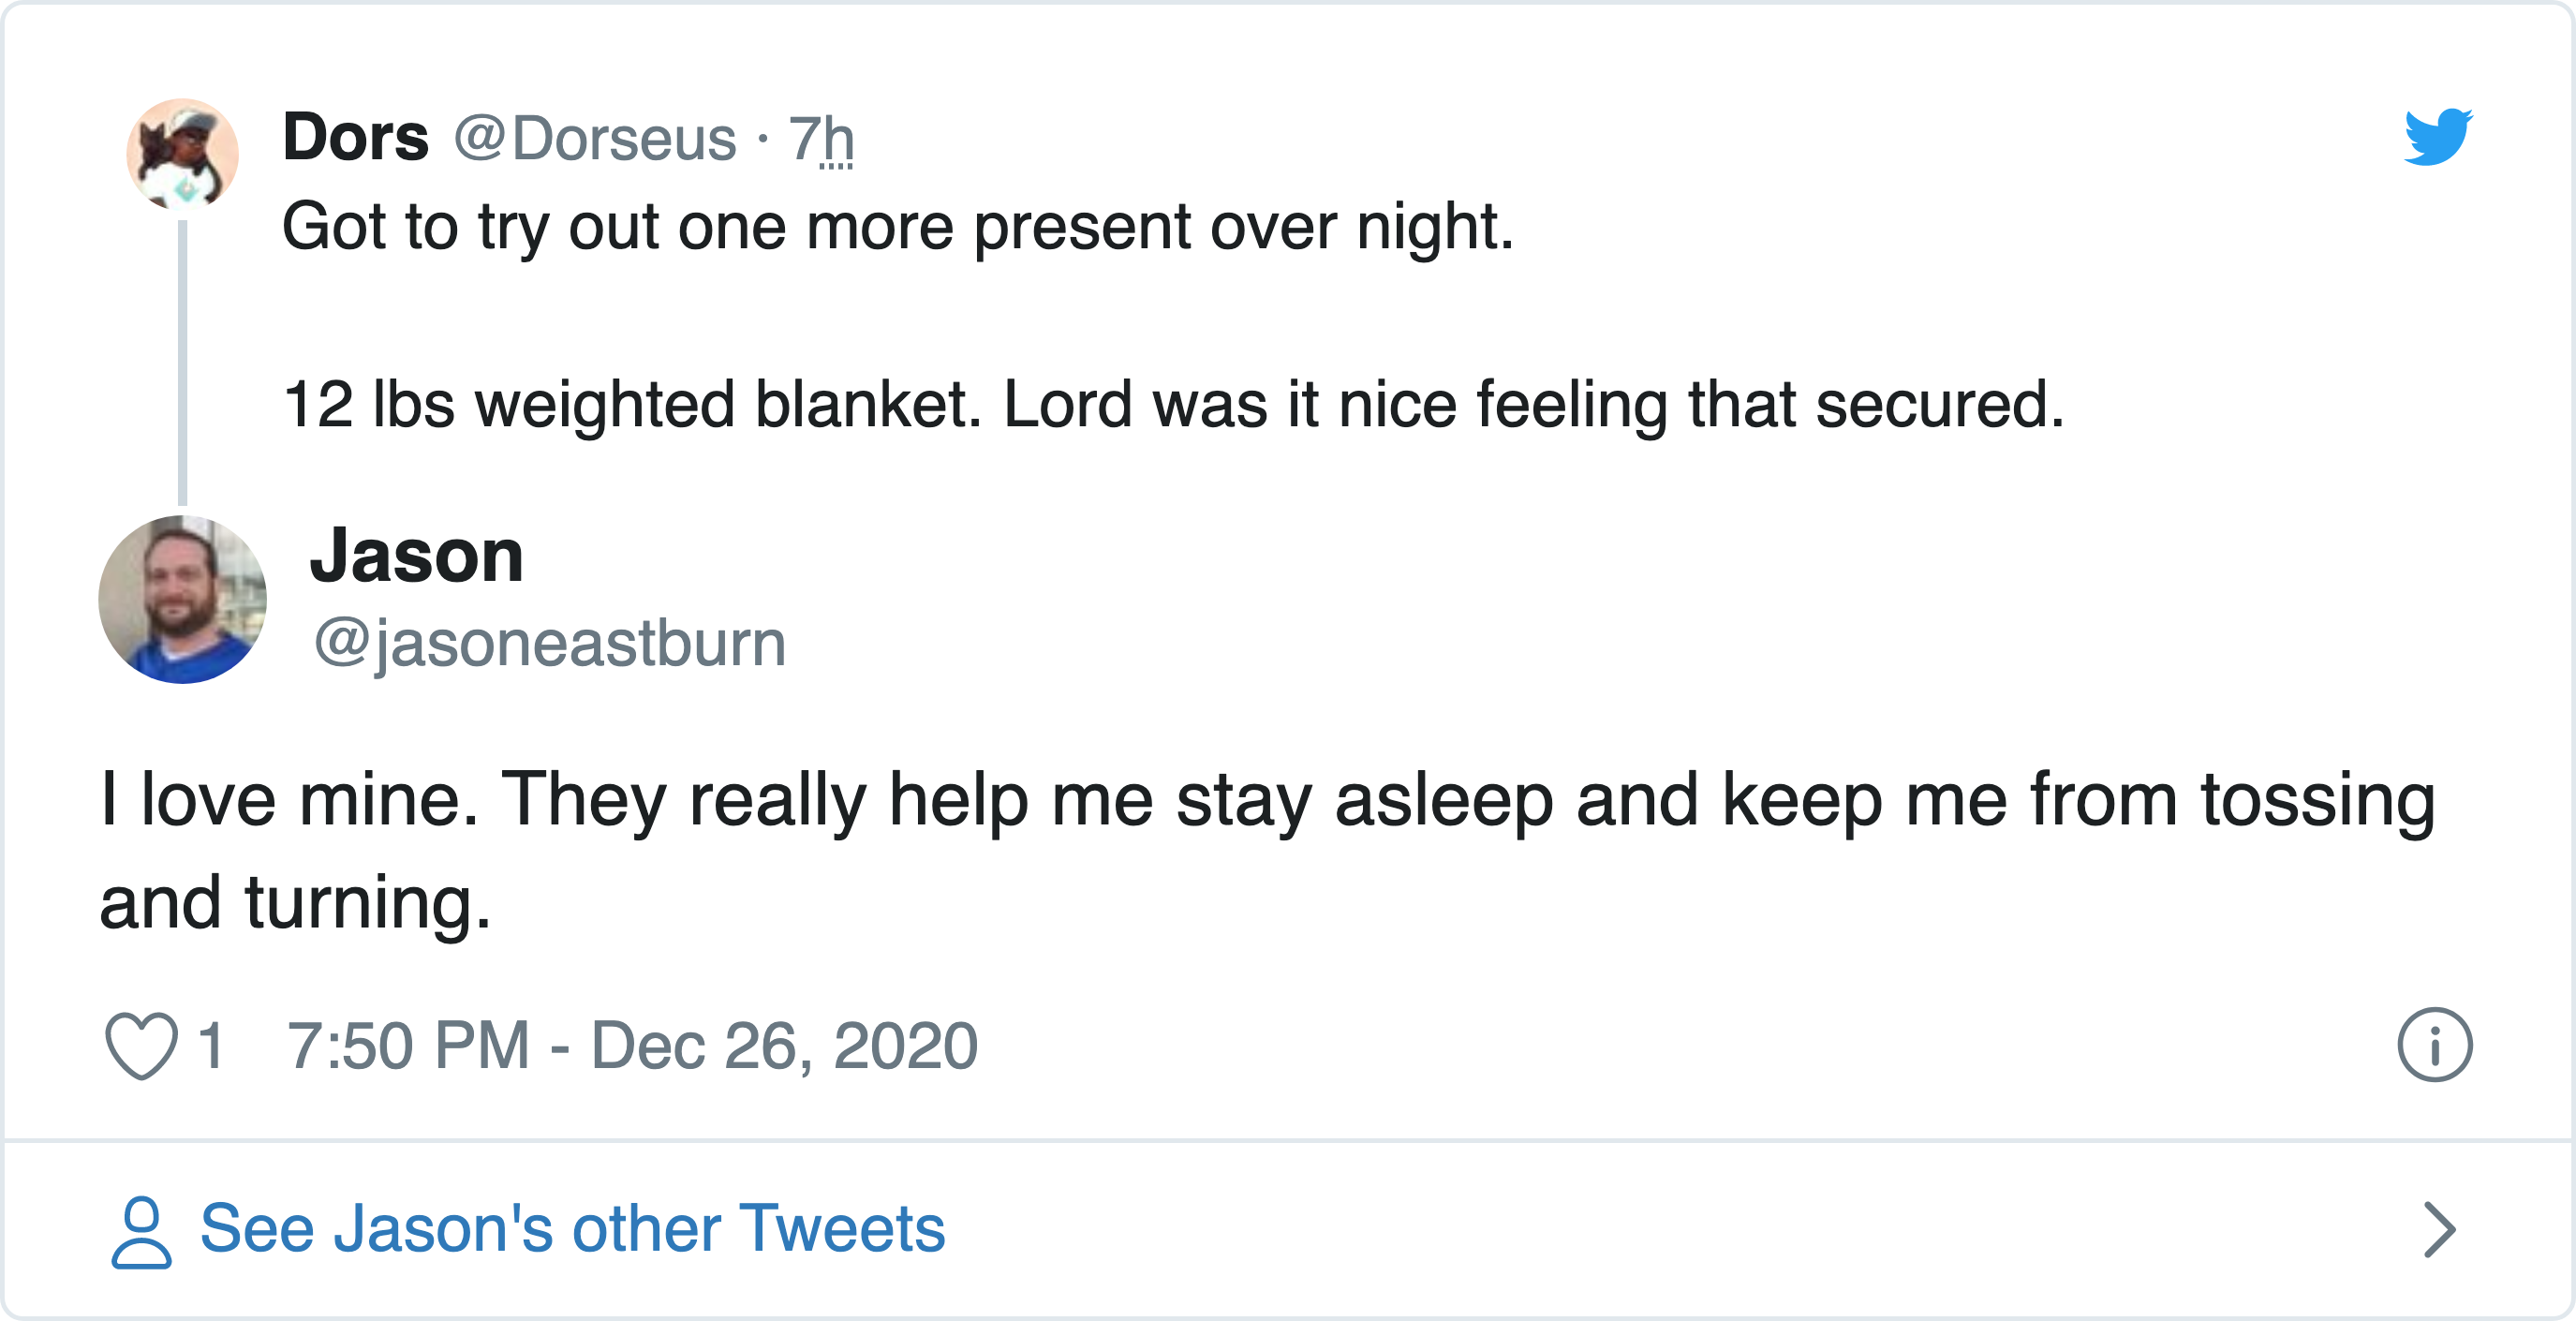 Dors @Dorseus · 7h
Got to try out one more present over night.
12 lbs weighted blanket. Lord was it nice feeling that secured.
Jason
@jasoneastburn
I love mine. They really help me stay asleep and keep me from tossing
and turning.
1 7:50 PM - Dec 26, 2020
See Jason's other Tweets